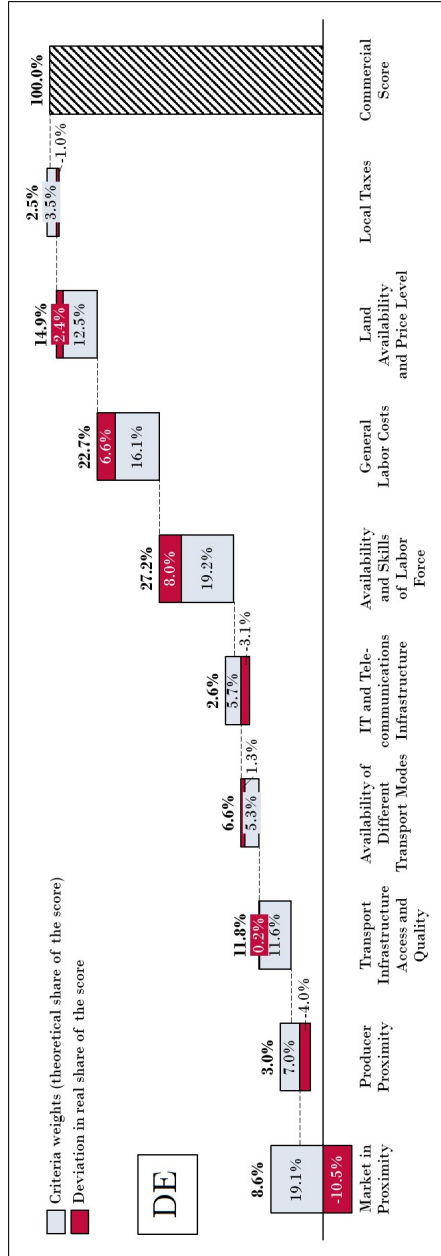 Criteria weights (theoretical share of the score)
Deviation in real share of the score
DE
8.6%
19.1%
-10.5%
Market in
Proximity
3.0%
7.0%
-4.0%
Producer
Proximity
11.8%
0.2%
11.6%
Transport
Infrastructure
Access and
Quality
6.6%
5.3%
1.3%
Availability of
Different
Transport Modes
2.6%
5.7%
-3.1%
IT and Tele-
communications
Infrastructure
27.2%
8.0%
19.2%
Availability
and Skills
of Labor
Force
22.7%
6.6%
16.1%
General
Labor Costs
14.9%
2.4%
12.5%
Land
Availability
and Price Level
2.5%
3.5%
-1.0%
Local Taxes
100.0%
Commercial
Score